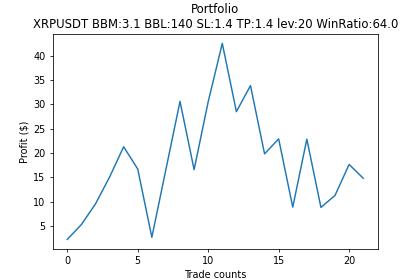 Portfolio
XRPUSDT BBM:3.1 BBL:140 SL:1.4 TP:1.4 lev:20 WinRatio:64.0
40
35
30
25
20
15
10
5
Profit ($)
0 5 10 15 20
Trade counts